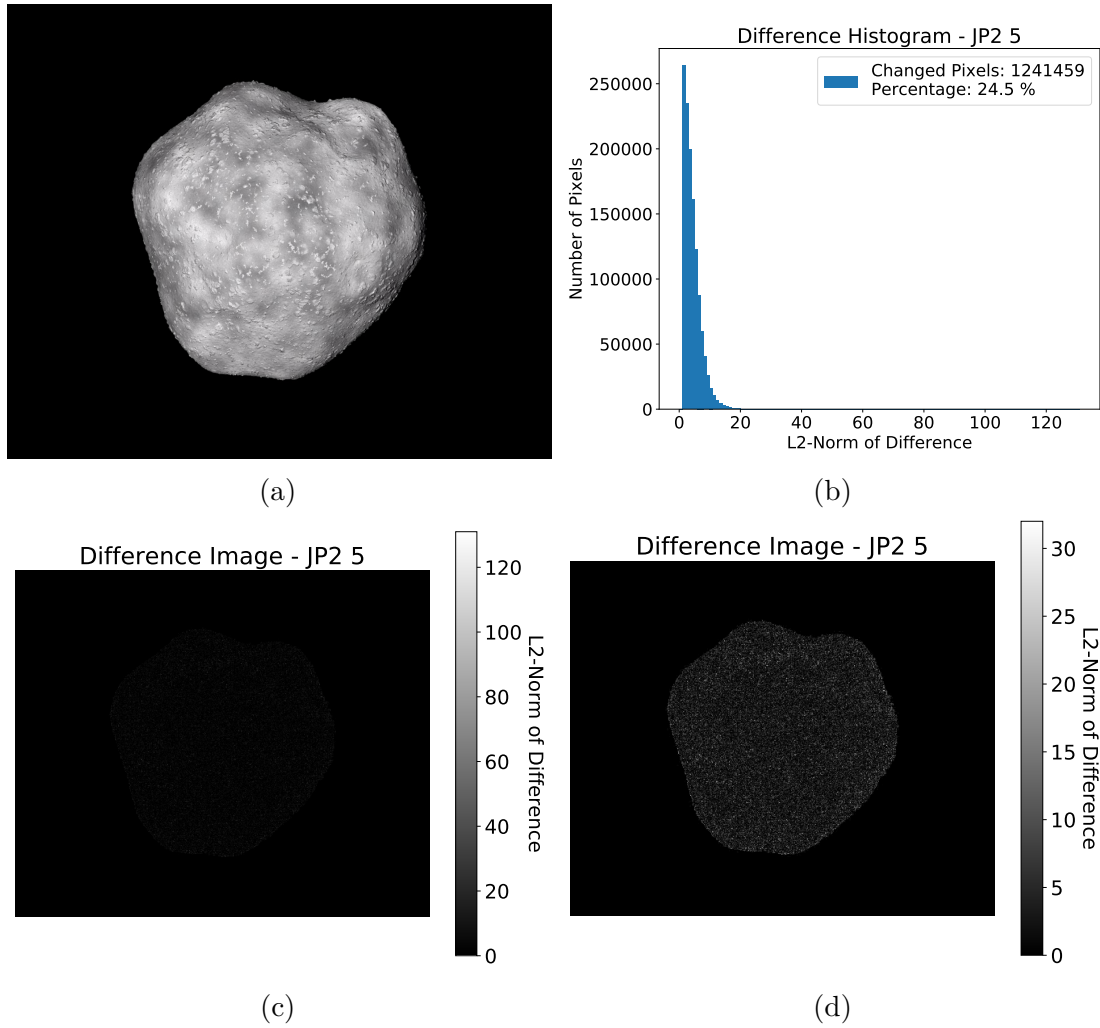 (a)
Difference Histogram - JP2 5
Changed Pixels: 1241459
Percentage: 24.5 %
250000
200000
150000
100000
50000
0
Number of Pixels
0 20 40 60 80 100 120
L2-Norm of Difference
(b)
Difference Image - JP2 5
120
100
80
60
40
20
0
L2-Norm of Difference
(c)
Difference Image - JP2 5
30
25
20
15
10
5
0
L2-Norm of Difference
(d)